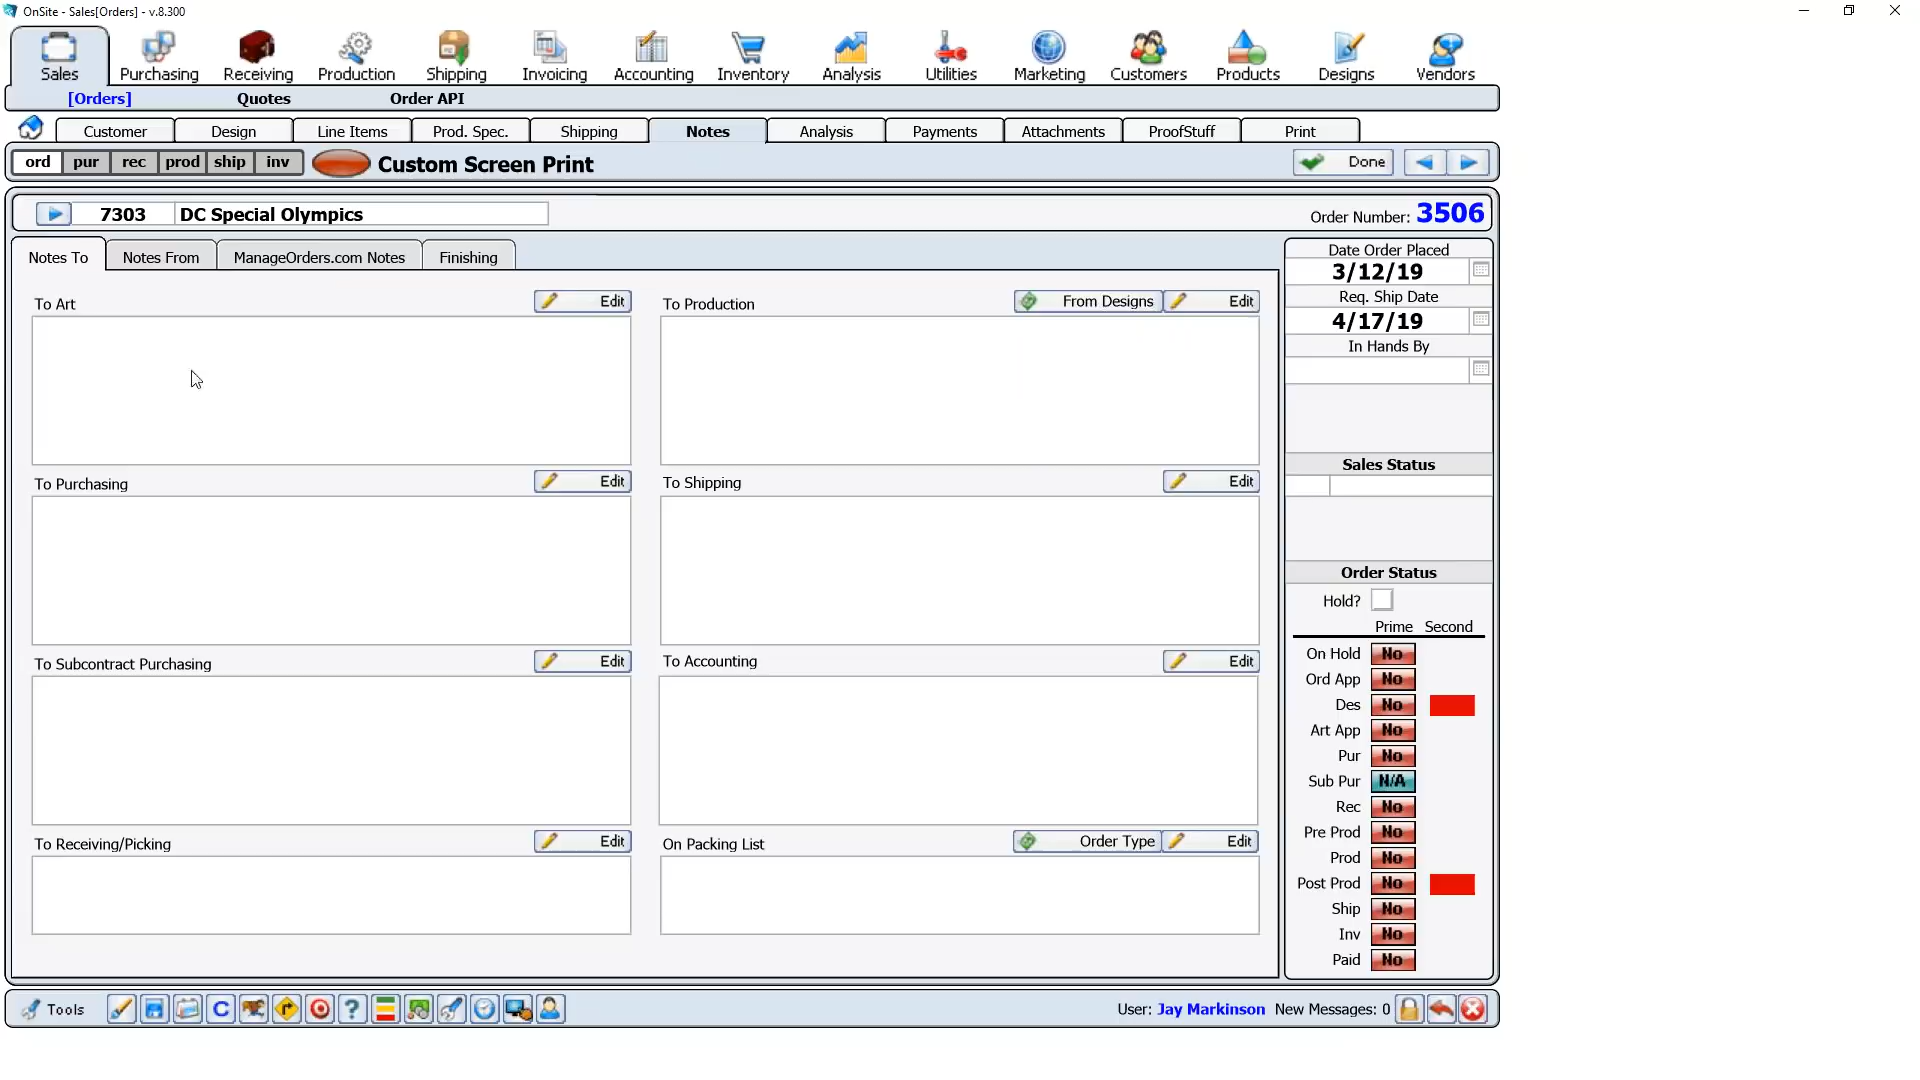 OnSite - Sales[Orders] - v.8.300
Sales Purchasing Receiving Production Shipping Invoicing Accounting Inventory Analysis Utilities Marketing Customers Products Designs Vendors
[Orders] Quotes Order API
Customer Design Line Items Prod. Spec. Shipping Notes Analysis Payments Attachments ProofStuff Print
ord pur rec prod ship inv Custom Screen Print Done
7303 DC Special Olympics Order Number: 3506
Notes To Notes From ManageOrders.com Notes Finishing
To Art Edit
To Production From Designs Edit
To Purchasing Edit
To Shipping Edit
To Subcontract Purchasing Edit
To Accounting Edit
To Receiving/Picking Edit
On Packing List Order Type Edit
Date Order Placed
3/12/19
Req. Ship Date
4/17/19
In Hands By
Sales Status
Order Status
Hold?
Prime Second
On Hold No
Ord App No
Des No
Art App No
Pur No
Sub Pur N/A
Rec No
Pre Prod No
Prod No
Post Prod No
Ship No
Inv No
Paid No
Tools C ? User: Jay Markinson New Messages: 0